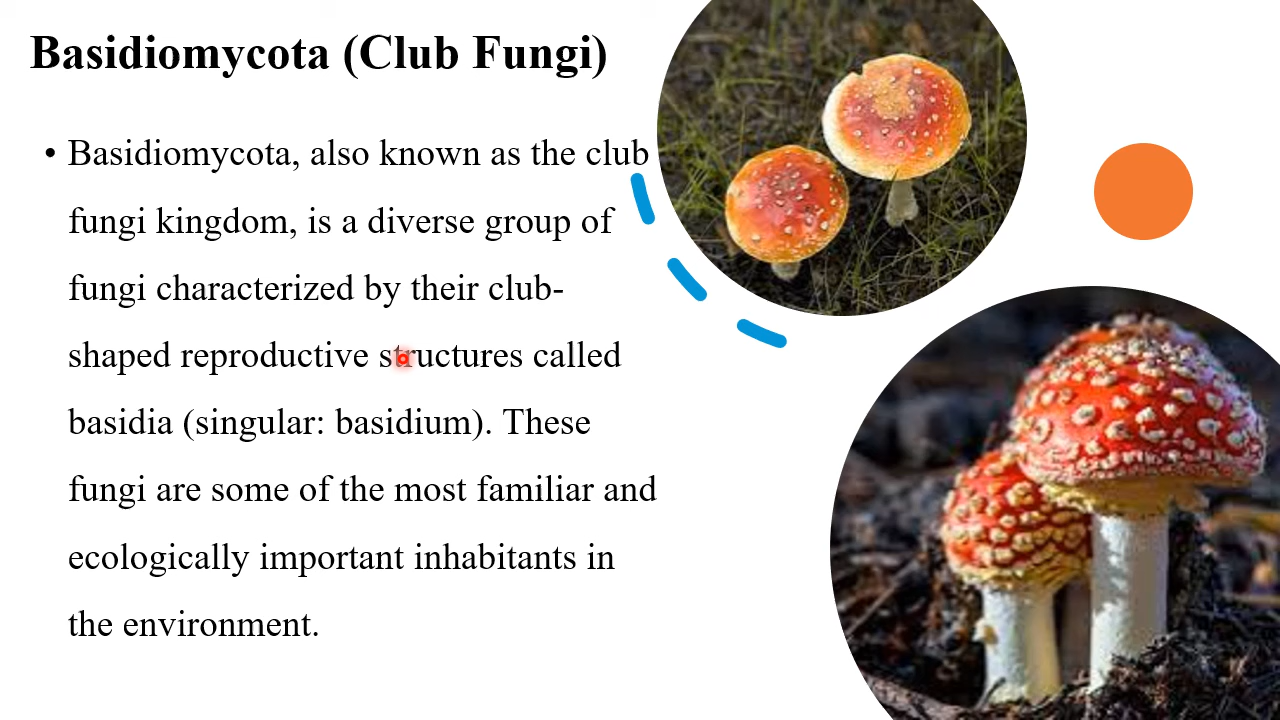 Basidiomycota (Club Fungi)
• Basidiomycota, also known as the club
fungi kingdom, is a diverse group of
fungi characterized by their club-
shaped reproductive structures called
basidia (singular: basidium). These
fungi are some of the most familiar and
ecologically important inhabitants in
the environment.